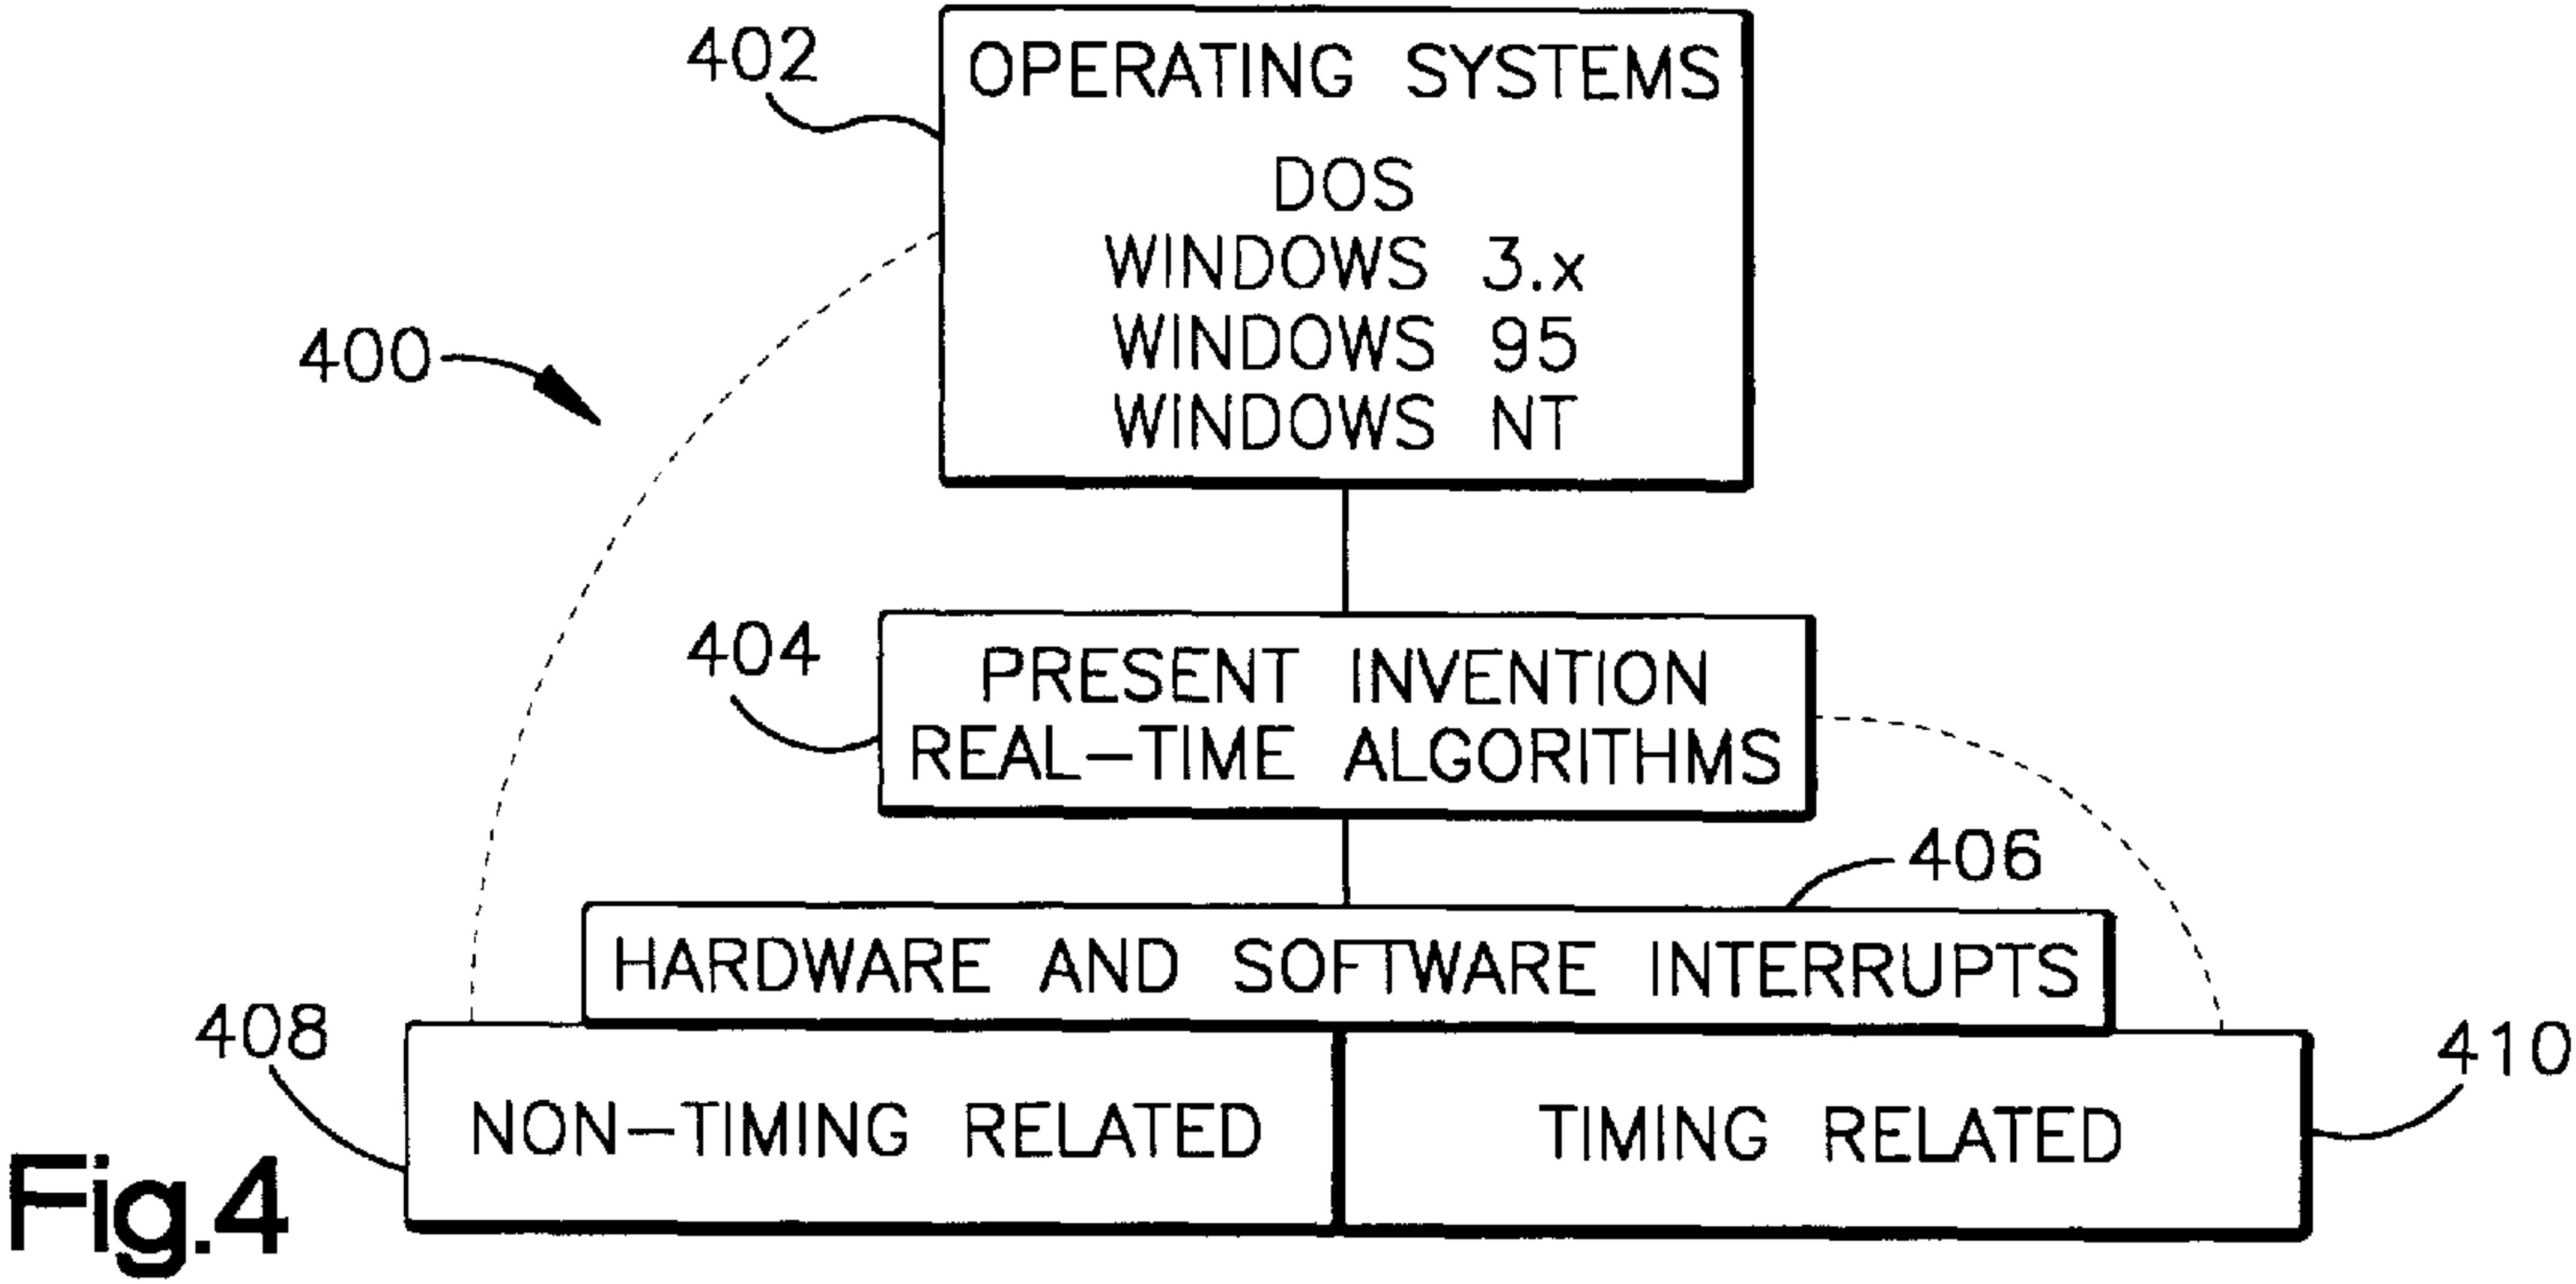 402
OPERATING SYSTEMS
DOS
WINDOWS 3.x
WINDOWS 95
WINDOWS NT
400
404
PRESENT INVENTION
REAL-TIME ALGORITHMS
406
HARDWARE AND SOFTWARE INTERRUPTS
408
NON-TIMING RELATED
TIMING RELATED
410
Fig.4